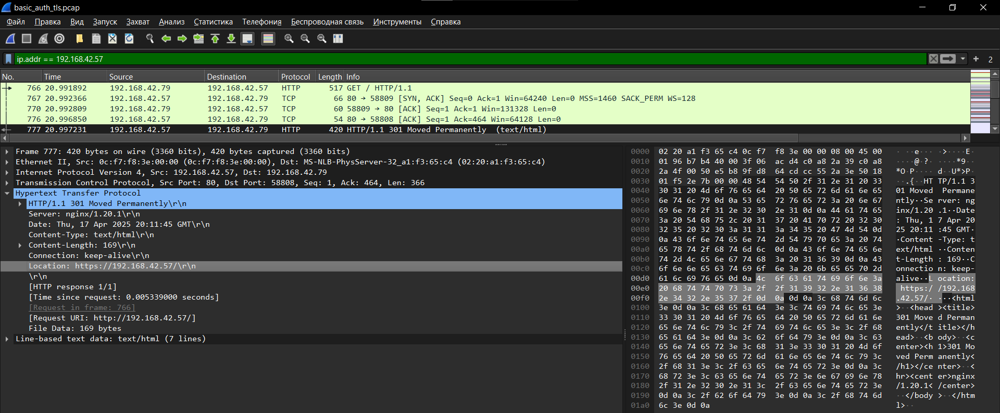 basic_auth_tls.pcap
Файл Правка Вид Запуск Захват Анализ Статистика Телефония Беспроводная связь Инструменты Справка
ip.addr == 192.168.42.57
2
No. Time Source Destination Protocol Length Info
766 20.991892 192.168.42.79 192.168.42.57 HTTP 517 GET / HTTP/1.1
767 20.992366 192.168.42.57 192.168.42.79 TCP 66 80 → 58809 [SYN, ACK] Seq=0 Ack=1 Win=64240 Len=0 MSS=1460 SACK_PERM WS=128
770 20.992809 192.168.42.79 192.168.42.57 TCP 60 58809 → 80 [ACK] Seq=1 Ack=1 Win=131328 Len=0
776 20.996850 192.168.42.57 192.168.42.79 TCP 54 80 → 58808 [ACK] Seq=1 Ack=464 Win=64128 Len=0
777 20.997231 192.168.42.57 192.168.42.79 HTTP 420 HTTP/1.1 301 Moved Permanently (text/html)
Frame 777: 420 bytes on wire (3360 bits), 420 bytes captured (3360 bits)
Ethernet II, Src: 0c:f7:f8:3e:00:00 (0c:f7:f8:3e:00:00), Dst: MS-NLB-PhysServer-32_a1:f3:65:c4 (02:20:a1:f3:65:c4)
Internet Protocol Version 4, Src: 192.168.42.57, Dst: 192.168.42.79
Transmission Control Protocol, Src Port: 80, Dst Port: 58808, Seq: 1, Ack: 464, Len: 366
Hypertext Transfer Protocol
HTTP/1.1 301 Moved Permanently\r\n
Server: nginx/1.20.1\r\n
Date: Thu, 17 Apr 2025 20:11:45 GMT\r\n
Content-Type: text/html\r\n
Content-Length: 169\r\n
Connection: keep-alive\r\n
Location: https://192.168.42.57/\r\n
\r\n
[HTTP response 1/1]
[Time since request: 0.005339000 seconds]
[Request in frame: 766]
[Request URI: http://192.168.42.57/]
File Data: 169 bytes
Line-based text data: text/html (7 lines)
0000 02 20 a1 f3 65 c4 0c f7 f8 3e 00 00 08 00 45 00 · ··e··· ·>····E·
0010 01 96 b7 b4 40 00 3f 06 ac d4 c0 a8 2a 39 c0 a8 ····@·?· ····*9··
0020 2a 4f 00 50 e5 b8 9f d8 64 cd cc 55 2a 3e 50 18 *O·P···· d··U*>P·
0030 01 f5 2e 7b 00 00 48 54 54 50 2f 31 2e 31 20 33 ··.{··HT TP/1.1 3
0040 30 31 20 4d 6f 76 65 64 20 50 65 72 6d 61 6e 65 01 Moved Permane
0050 6e 74 6c 79 0d 0a 53 65 72 76 65 72 3a 20 6e 67 ntly··Se rver: ng
0060 69 6e 78 2f 31 2e 32 30 2e 31 0d 0a 44 61 74 65 inx/1.20 .1··Date
0070 3a 20 54 68 75 2c 20 31 37 20 41 70 72 20 32 30 : Thu, 1 7 Apr 20
0080 32 35 20 32 30 3a 31 31 3a 34 35 20 47 4d 54 0d 25 20:11 :45 GMT·
0090 0a 43 6f 6e 74 65 6e 74 2d 54 79 70 65 3a 20 74 ·Content -Type: t
00a0 65 78 74 2f 68 74 6d 6c 0d 0a 43 6f 6e 74 65 6e ext/html ··Conten
00b0 74 2d 4c 65 6e 67 74 68 3a 20 31 36 39 0d 0a 43 t-Length : 169··C
00c0 6f 6e 6e 65 63 74 69 6f 6e 3a 20 6b 65 65 70 2d onnectio n: keep-
00d0 61 6c 69 76 65 0d 0a 4c 6f 63 61 74 69 6f 6e 3a alive··L ocation:
00e0 20 68 74 74 70 73 3a 2f 2f 31 39 32 2e 31 36 38 https:/ /192.168
00f0 2e 34 32 2e 35 37 2f 0d 0a 0d 0a 3c 68 74 6d 6c .42.57/· ···<html
0100 3e 0d 0a 3c 68 65 61 64 3e 3c 74 69 74 6c 65 3e >··<head ><title>
0110 33 30 31 20 4d 6f 76 65 64 20 50 65 72 6d 61 6e 301 Move d Perman
0120 65 6e 74 6c 79 3c 2f 74 69 74 6c 65 3e 3c 2f 68 ently</t itle></h
0130 65 61 64 3e 0d 0a 3c 62 6f 64 79 3e 0d 0a 3c 63 ead>··<b ody>··<c
0140 65 6e 74 65 72 3e 3c 68 31 3e 33 30 31 20 4d 6f enter><h 1>301 Mo
0150 76 65 64 20 50 65 72 6d 61 6e 65 6e 74 6c 79 3c ved Perm anently<
0160 2f 68 31 3e 3c 2f 63 65 6e 74 65 72 3e 0d 0a 3c /h1></ce nter>··<
0170 68 72 3e 3c 63 65 6e 74 65 72 3e 6e 67 69 6e 78 hr><cent er>nginx
0180 2f 31 2e 32 30 2e 31 3c 2f 63 65 6e 74 65 72 3e /1.20.1< /center>
0190 0d 0a 3c 2f 62 6f 64 79 3e 0d 0a 3c 2f 68 74 6d ··</body >··</htm
01a0 6c 3e 0d 0a l>··